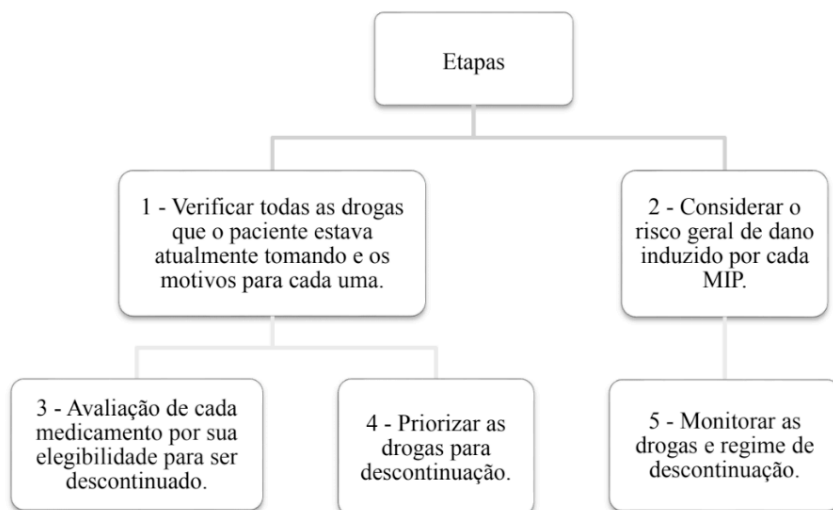 Etapas
1 - Verificar todas as drogas
que o paciente estava
atualmente tomando e os
motivos para cada uma.
2 - Considerar o
risco geral de dano
induzido por cada
MIP.
3 - Avaliação de cada
medicamento por sua
elegibilidade para ser
descontinuado.
4 - Priorizar as
drogas para
descontinuação.
5 - Monitorar as
drogas e regime de
descontinuação.